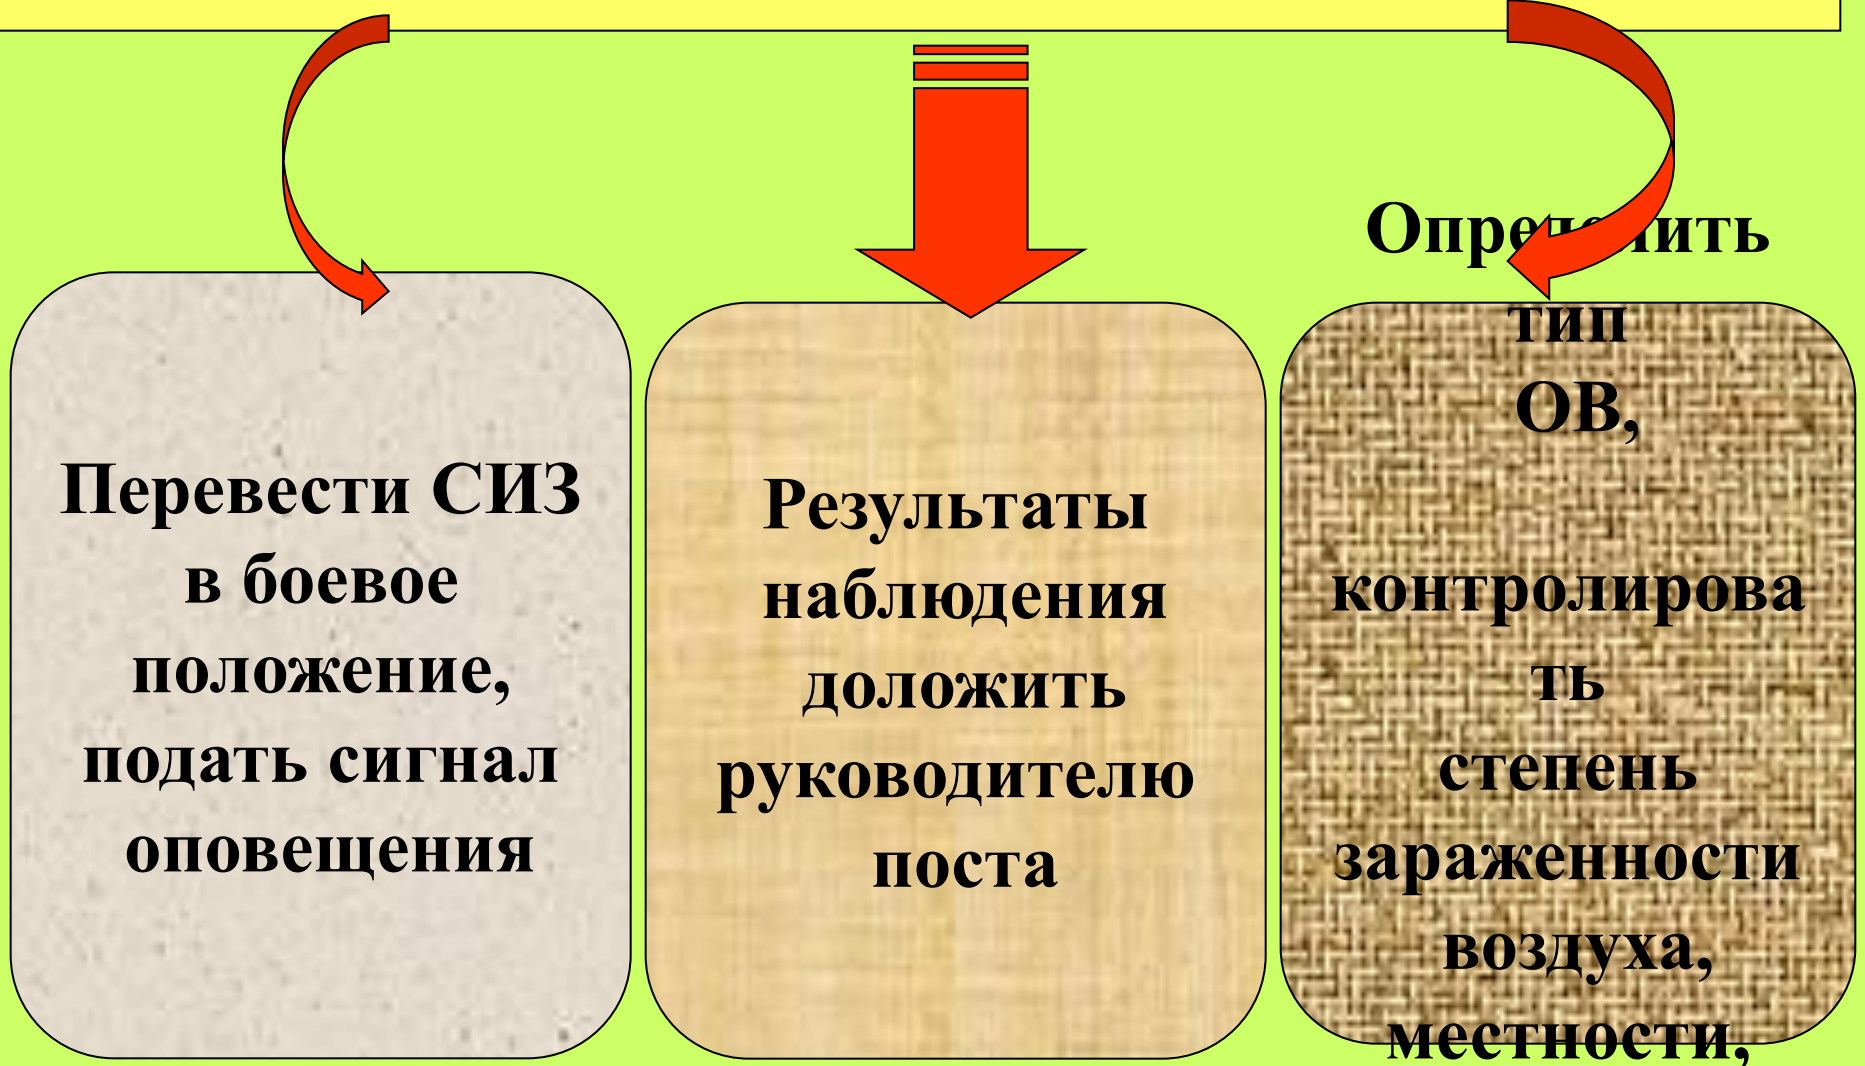 Перевести СИЗ
в боевое
положение,
подать сигнал
оповещения
Результаты
наблюдения
доложить
руководителю
поста
Определить
тип
ОВ,
контролирова
ть
степень
зараженности
воздуха,
местности,